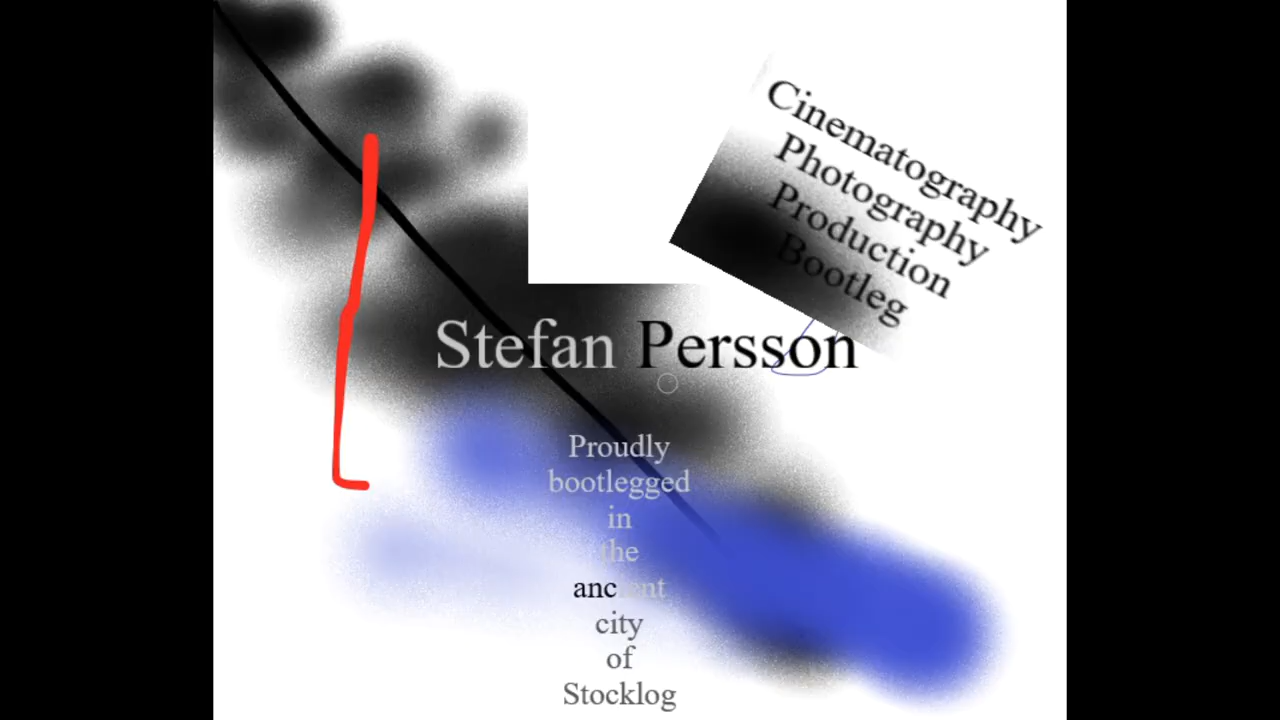 Cinematography
Photography
Production
Bootleg
Stefan Persson
Proudly
bootlegged
in
the
ancient
city
of
Stocklog